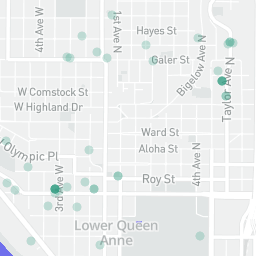 4th Ave W
1st Ave N
Hayes St
Galer St
Bigelow Ave N
Taylor Ave N
W Comstock St
W Highland Dr
Ward St
Aloha St
Olympic Pl
3rd Ave W
Roy St
4th Ave N
Lower Queen
Anne